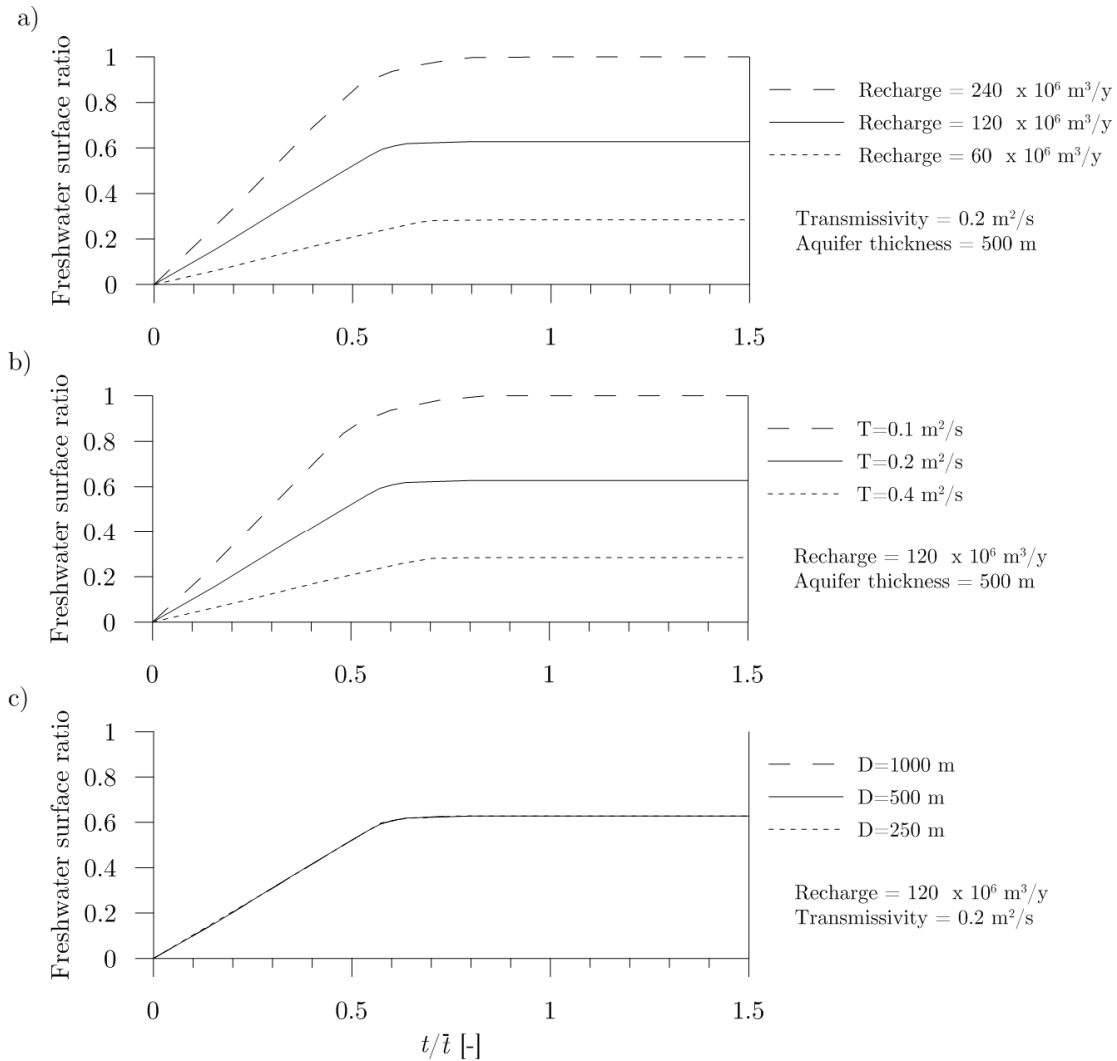 a)
Freshwater surface ratio
1
0.8
0.6
0.4
0.2
0
0 0.5 1 1.5
Recharge = 240 x 10⁶ m³/y
Recharge = 120 x 10⁶ m³/y
Recharge = 60 x 10⁶ m³/y
Transmissivity = 0.2 m²/s
Aquifer thickness = 500 m
b)
Freshwater surface ratio
1
0.8
0.6
0.4
0.2
0
0 0.5 1 1.5
T=0.1 m²/s
T=0.2 m²/s
T=0.4 m²/s
Recharge = 120 x 10⁶ m³/y
Aquifer thickness = 500 m
c)
Freshwater surface ratio
1
0.8
0.6
0.4
0.2
0
0 0.5 1 1.5
t/t̄ [-]
D=1000 m
D=500 m
D=250 m
Recharge = 120 x 10⁶ m³/y
Transmissivity = 0.2 m²/s